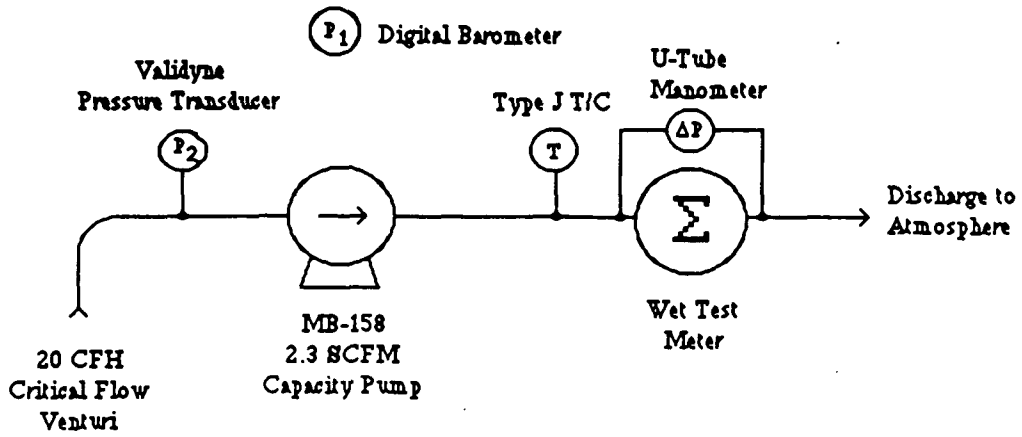 P1 Digital Barometer
Validyne
Pressure Transducer
P2
Type J T/C
T
U-Tube
Manometer
ΔP
Σ
Discharge to
Atmosphere
Wet Test
Meter
MB-158
2.3 SCFM
Capacity Pump
20 CFH
Critical Flow
Venturi